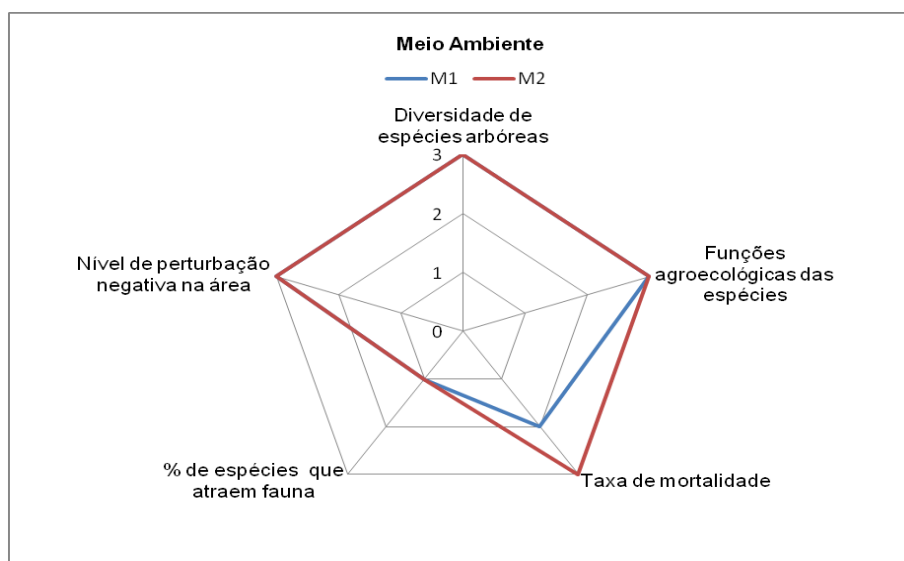 Meio Ambiente
M1 M2
Diversidade de
espécies arbóreas
3
2
1
0
Funções
agroecológicas das
espécies
Taxa de mortalidade
% de espécies que
atraem fauna
Nível de perturbação
negativa na área